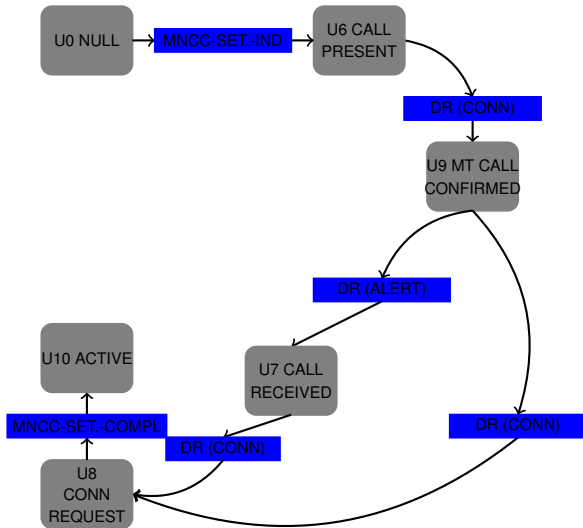 U0 NULL
MNCC-SET.-IND
U6 CALL
PRESENT
DR (CONN)
U9 MT CALL
CONFIRMED
DR (ALERT)
U10 ACTIVE
U7 CALL
RECEIVED
MNCC-SET.-COMPL
DR (CONN)
DR (CONN)
U8
CONN
REQUEST